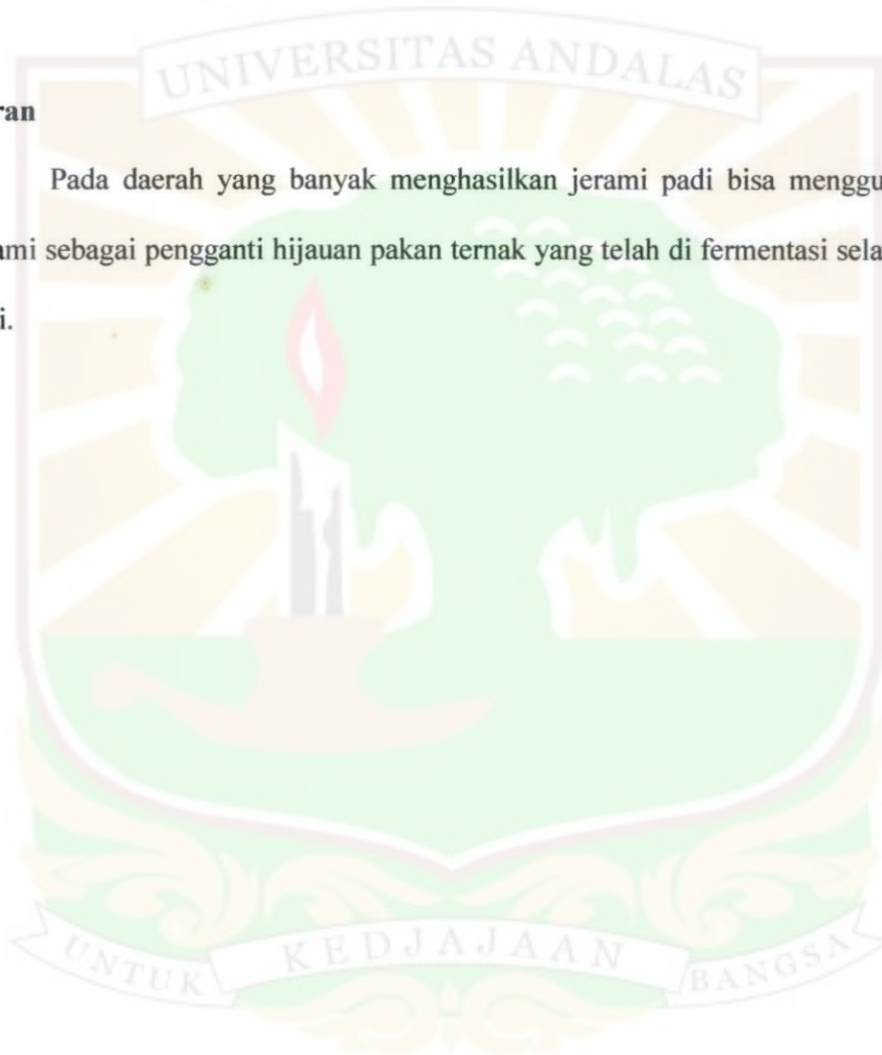 UNIVERSITAS ANDALAS
ran
Pada daerah yang banyak menghasilkan jerami padi bisa menggu
ami sebagai pengganti hijauan pakan ternak yang telah di fermentasi sela
i.
UNTUK KEDJAJAAN BANGSA